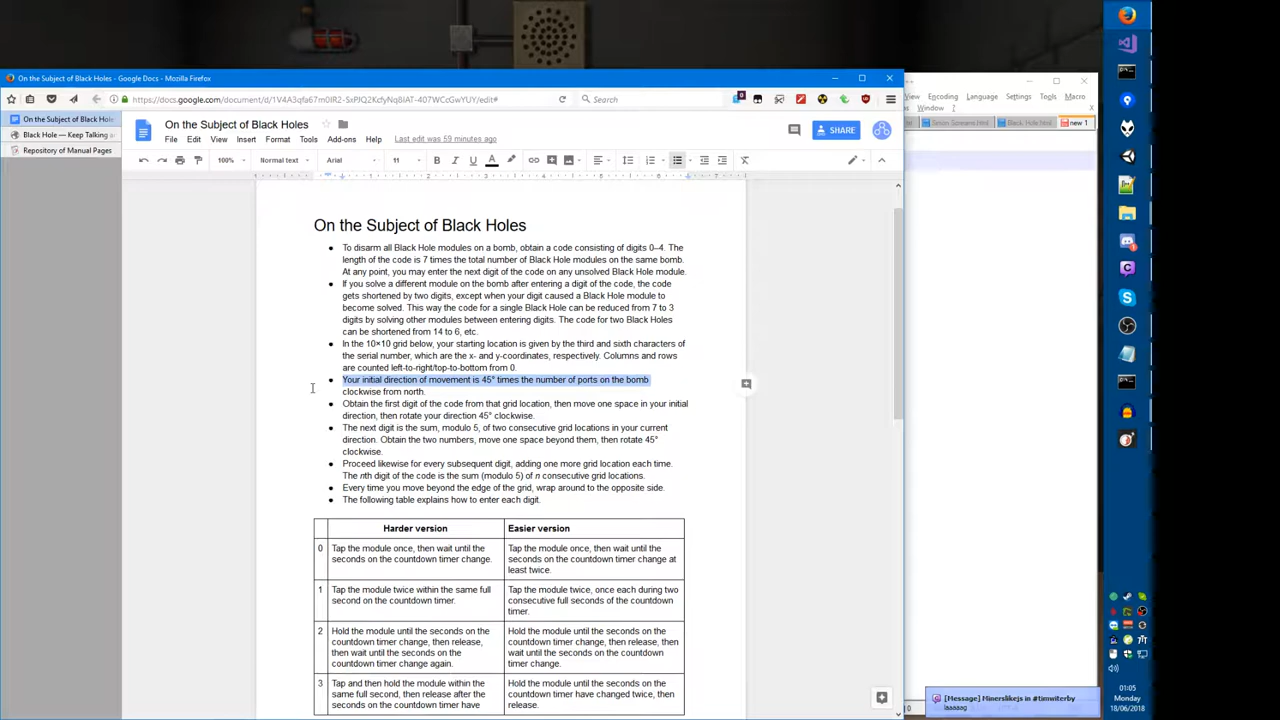 On the Subject of Black Holes - Google Docs - Mozilla Firefox
https://docs.google.com/document/d/
Search
On the Subject of Black Hole
Black Hole — Keep Talking a
Repository of Manual Pages
On the Subject of Black Holes
File Edit View Insert Format Tools Add-ons Help
Last edit was 59 minutes ago
SHARE
100%
Normal text
Arial
11
On the Subject of Black Holes
To disarm all Black Hole modules on a bomb, obtain a code consisting of digits 0–4. The
length of the code is 7 times the total number of Black Hole modules on the same bomb.
At any point, you may enter the next digit of the code on any unsolved Black Hole module.
If you solve a different module on the bomb after entering a digit of the code, the code
gets shortened by two digits, except when your digit caused a Black Hole module to
become solved. This way the code for a single Black Hole can be reduced from 7 to 3
digits by solving other modules between entering digits. The code for two Black Holes
can be shortened from 14 to 6, etc.
In the 10×10 grid below, your starting location is given by the third and sixth characters of
the serial number, which are the x- and y-coordinates, respectively. Columns and rows
are counted left-to-right/top-to-bottom from 0.
Your initial direction of movement is 45° times the number of ports on the bomb
clockwise from north.
Obtain the first digit of the code from that grid location, then move one space in your initial
direction, then rotate your direction 45° clockwise.
The next digit is the sum, modulo 5, of two consecutive grid locations in your current
direction. Obtain the two numbers, move one space beyond them, then rotate 45°
clockwise.
Proceed likewise for every subsequent digit, adding one more grid location each time.
The nth digit of the code is the sum (modulo 5) of n consecutive grid locations.
Every time you move beyond the edge of the grid, wrap around to the opposite side.
The following table explains how to enter each digit.
Harder version
Easier version
0
Tap the module once, then wait until the
seconds on the countdown timer change.
Tap the module once, then wait until the
seconds on the countdown timer change at
least twice.
1
Tap the module twice within the same full
second on the countdown timer.
Tap the module twice, once each during two
consecutive full seconds of the countdown
timer.
2
Hold the module until the seconds on the
countdown timer change, then release,
then wait until the seconds on the
countdown timer change again.
Hold the module until the seconds on the
countdown timer change, then release, then
wait until the seconds on the countdown
timer change.
3
Tap and then hold the module within the
same full second, then release after the
seconds on the countdown timer have
Hold the module until the seconds on the
countdown timer have changed twice, then
release.
View Encoding Language Settings Tools Macro
Window ?
Simon Screams.html
Black Hole.html
new 1
[Message] Minerslikejs in #timwiterby
laaaaag
01:05
Monday
18/06/2018